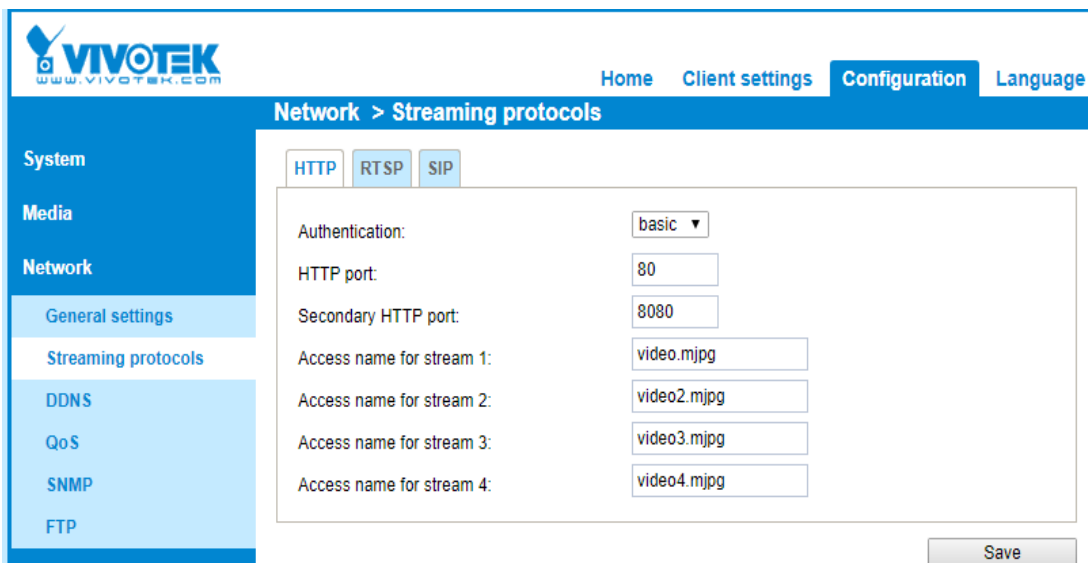 VIVOTEK
www.vivotek.com
Home Client settings Configuration Language
Network > Streaming protocols
System
Media
Network
General settings
Streaming protocols
DDNS
QoS
SNMP
FTP
HTTP RTSP SIP
Authentication: basic
HTTP port: 80
Secondary HTTP port: 8080
Access name for stream 1: video.mjpg
Access name for stream 2: video2.mjpg
Access name for stream 3: video3.mjpg
Access name for stream 4: video4.mjpg
Save